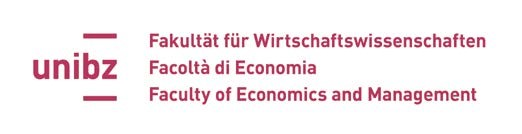 unibz
Fakultät für Wirtschaftswissenschaften
Facoltà di Economia
Faculty of Economics and Management